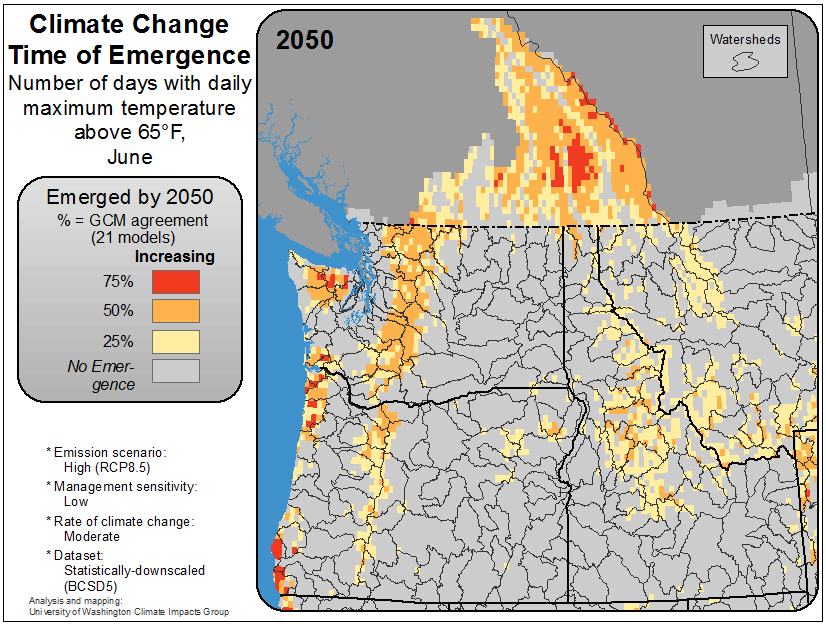 Climate Change
Time of Emergence
Number of days with daily
maximum temperature
above 65°F,
June
Emerged by 2050
% = GCM agreement
(21 models)
Increasing
75%
50%
25%
No Emer-
gence
* Emission scenario:
High (RCP8.5)
* Management sensitivity:
Low
* Rate of climate change:
Moderate
* Dataset:
Statistically-downscaled
(BCSD5)
Analysis and mapping:
University of Washington Climate Impacts Group
2050
Watersheds